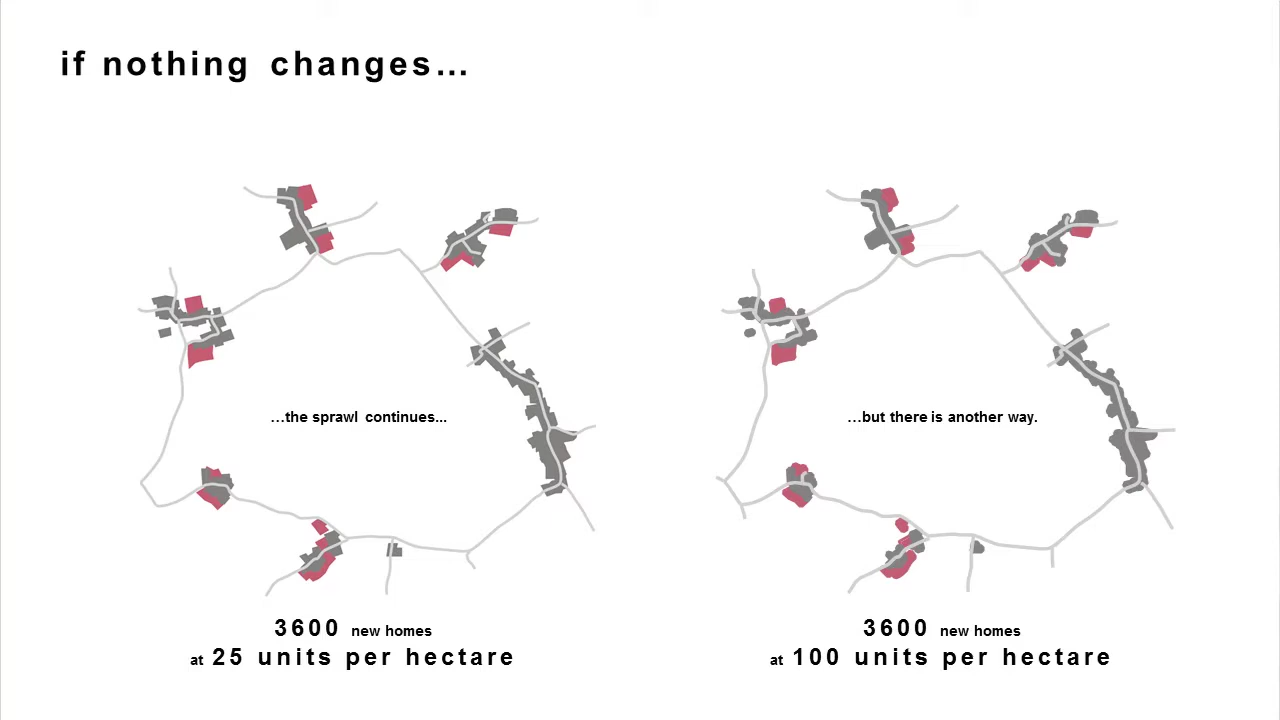 if nothing changes…
…the sprawl continues...
…but there is another way.
3600 new homes
at 25 units per hectare
3600 new homes
at 100 units per hectare